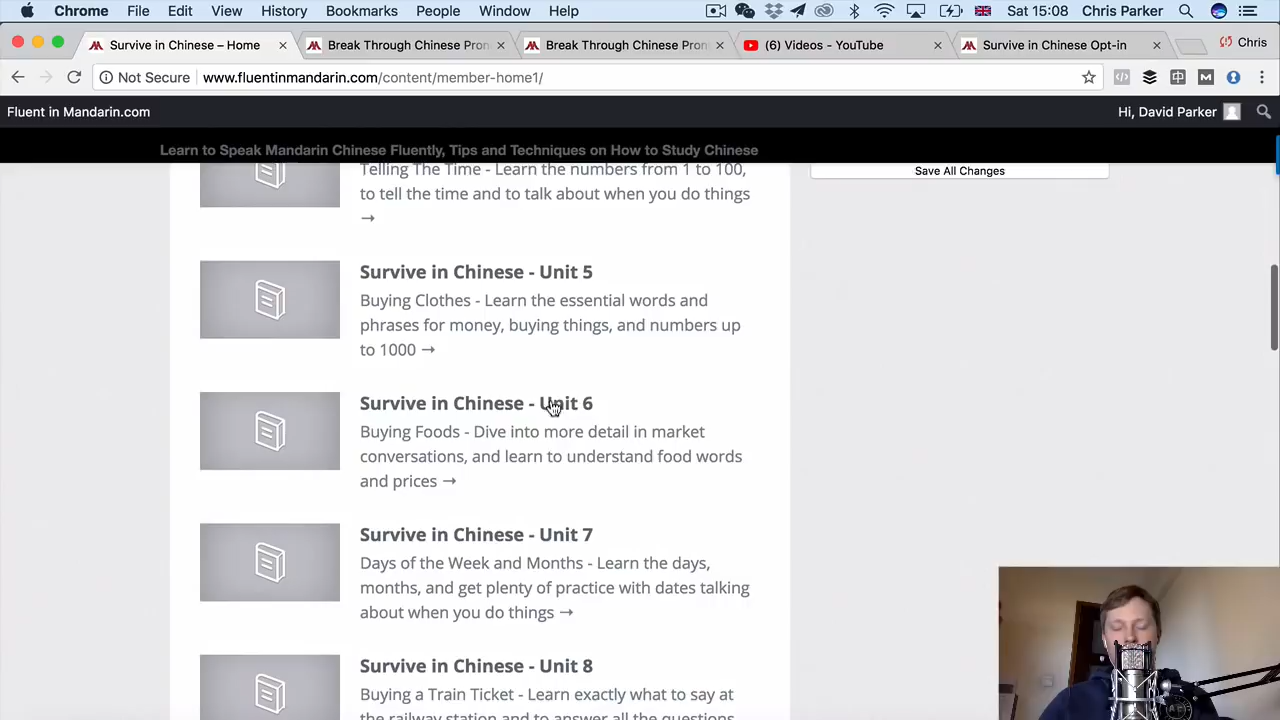 Chrome File Edit View History Bookmarks People Window Help Sat 15:08 Chris Parker
Survive in Chinese – Home Break Through Chinese Pron Break Through Chinese Pron (6) Videos - YouTube Survive in Chinese Opt-in Chris
Not Secure www.fluentinmandarin.com/content/member-home1/
Fluent in Mandarin.com Hi, David Parker
Learn to Speak Mandarin Chinese Fluently, Tips and Techniques on How to Study Chinese
Telling The Time - Learn the numbers from 1 to 100,
to tell the time and to talk about when you do things
→
Save All Changes
Survive in Chinese - Unit 5
Buying Clothes - Learn the essential words and
phrases for money, buying things, and numbers up
to 1000 →
Survive in Chinese - Unit 6
Buying Foods - Dive into more detail in market
conversations, and learn to understand food words
and prices →
Survive in Chinese - Unit 7
Days of the Week and Months - Learn the days,
months, and get plenty of practice with dates talking
about when you do things →
Survive in Chinese - Unit 8
Buying a Train Ticket - Learn exactly what to say at
the railway station and to answer all the questions